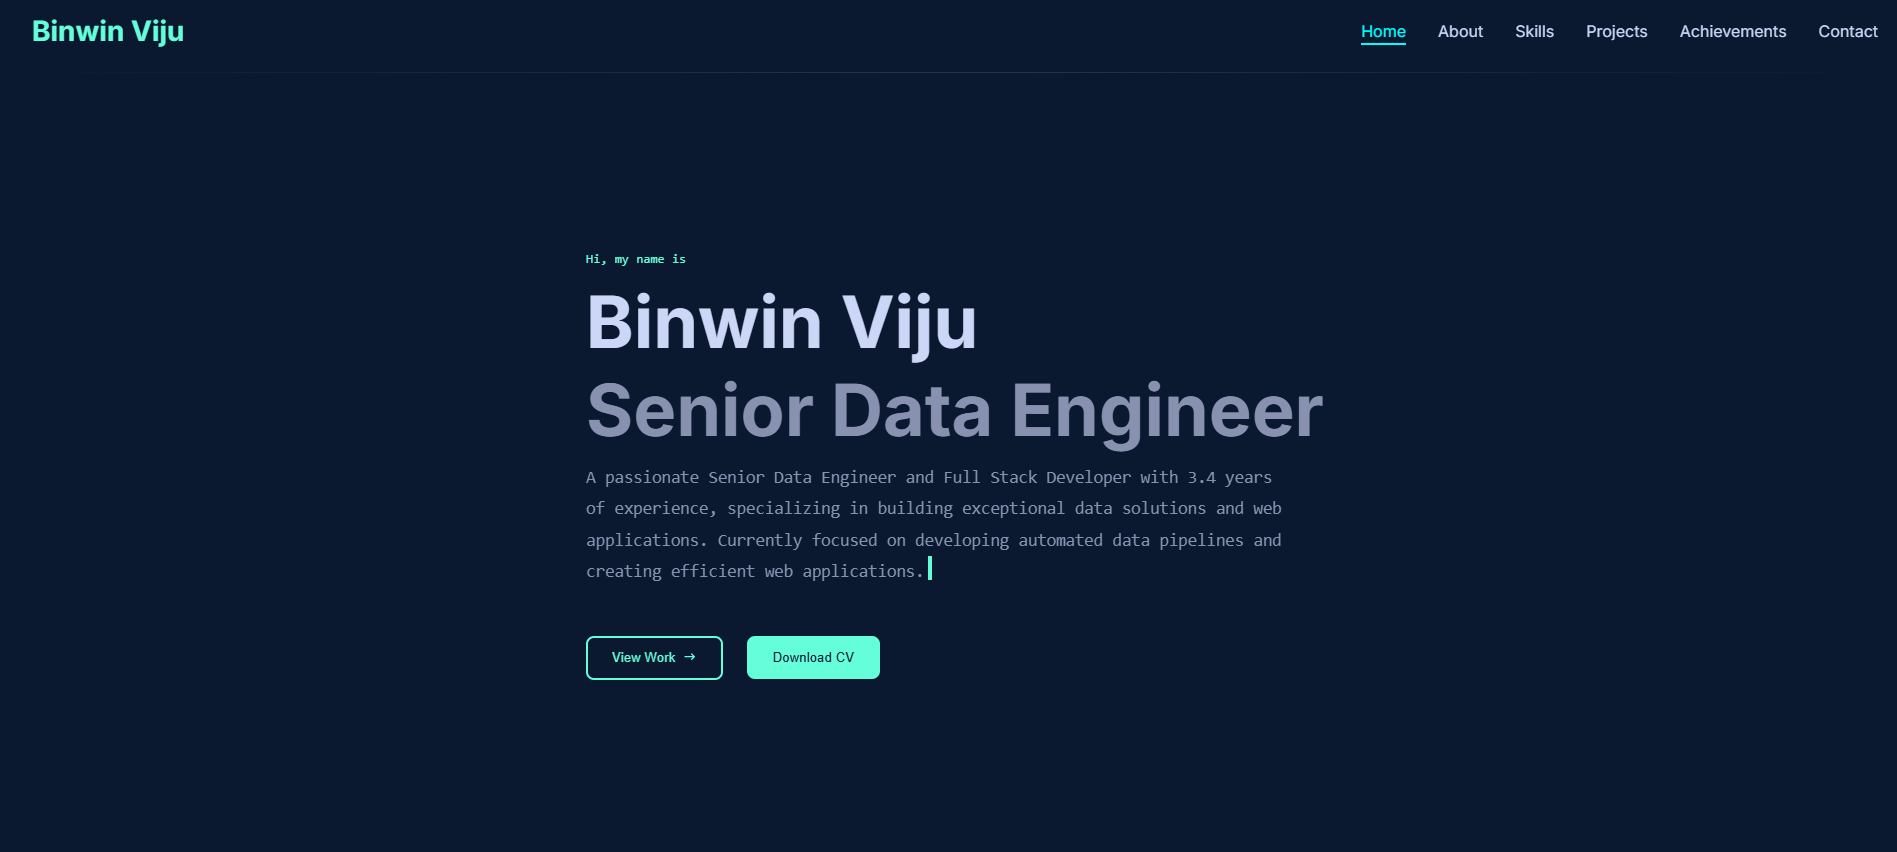 Binwin Viju
Home About Skills Projects Achievements Contact
Hi, my name is
Binwin Viju
Senior Data Engineer
A passionate Senior Data Engineer and Full Stack Developer with 3.4 years
of experience, specializing in building exceptional data solutions and web
applications. Currently focused on developing automated data pipelines and
creating efficient web applications.
View Work →
Download CV